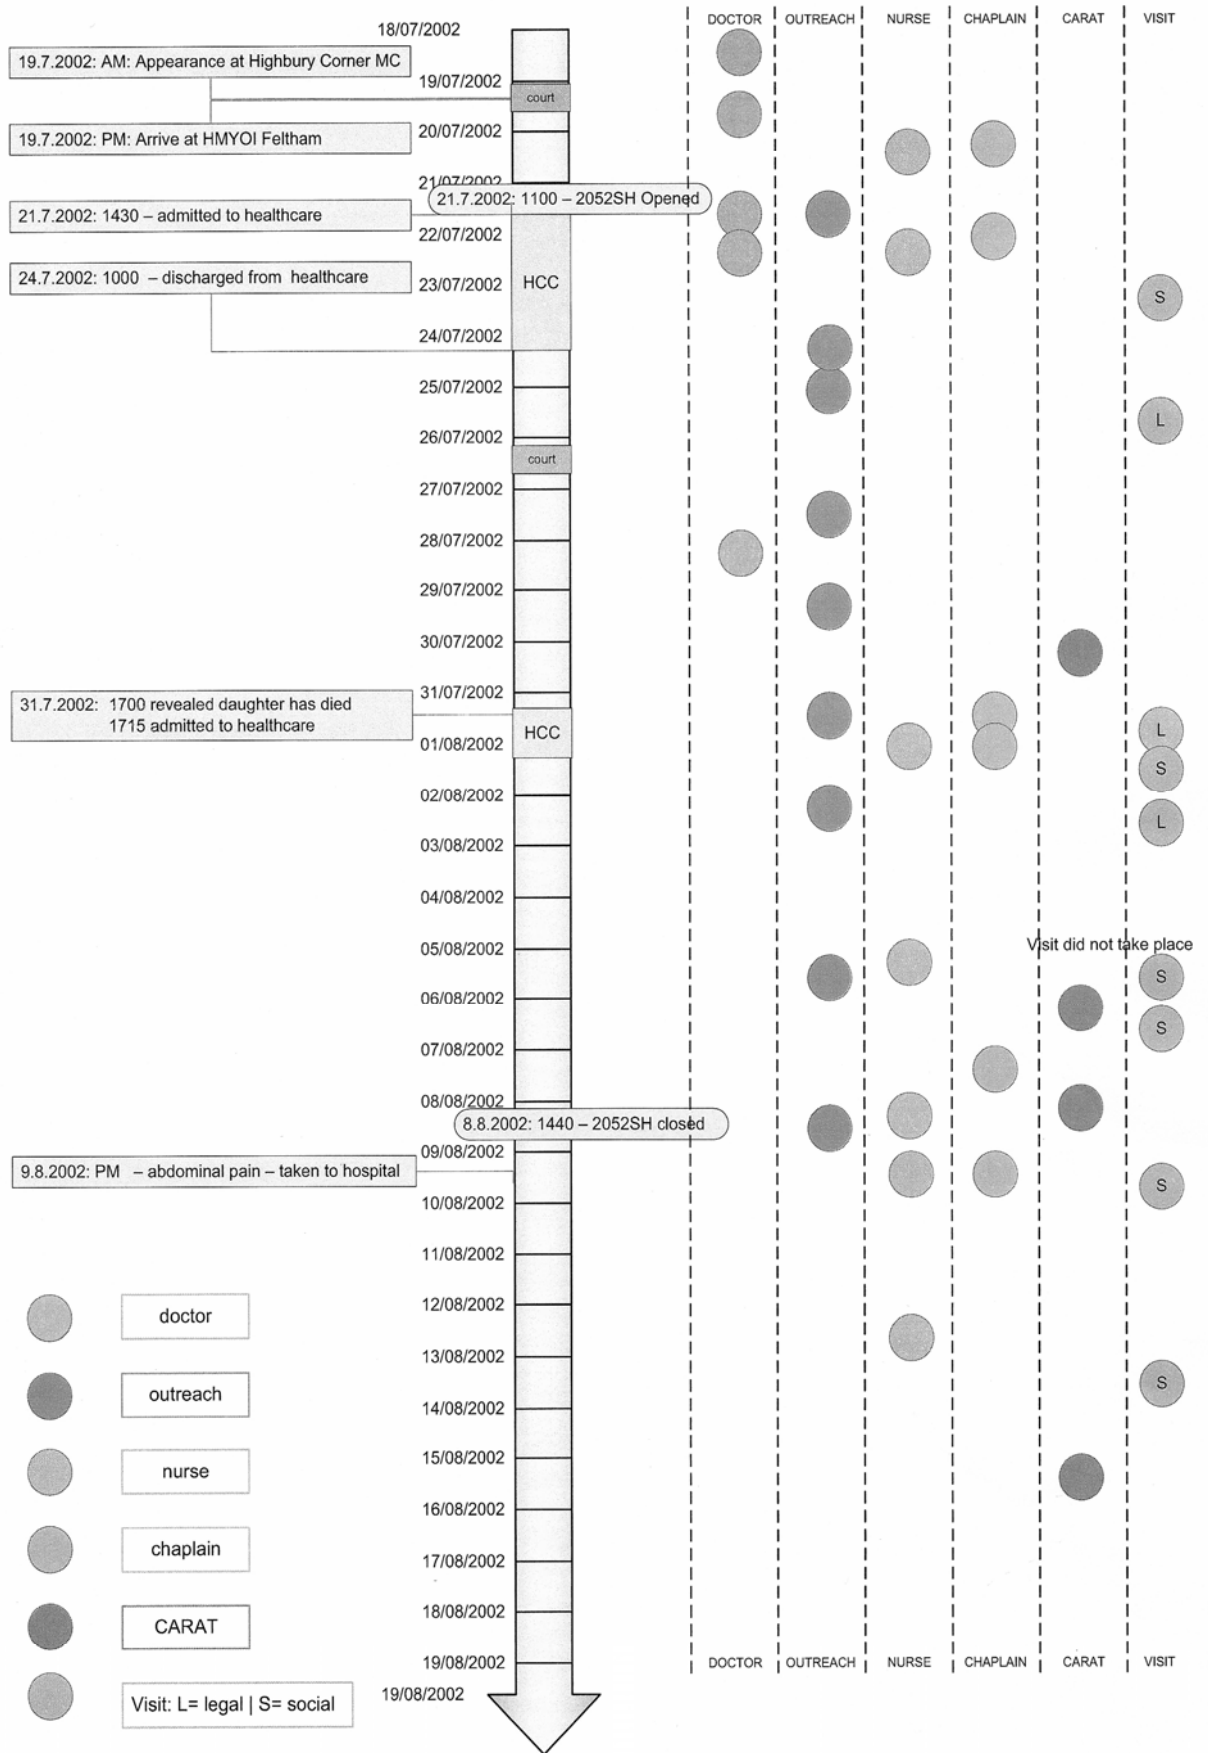 DOCTOR OUTREACH NURSE CHAPLAIN CARAT VISIT
18/07/2002
19.7.2002: AM: Appearance at Highbury Corner MC
19/07/2002
court
20/07/2002
19.7.2002: PM: Arrive at HMYOI Feltham
21/07/2002
21.7.2002: 1100 – 2052SH Opened
21.7.2002: 1430 – admitted to healthcare
22/07/2002
24.7.2002: 1000 – discharged from healthcare
23/07/2002
HCC
S
24/07/2002
25/07/2002
L
26/07/2002
court
27/07/2002
28/07/2002
29/07/2002
30/07/2002
31/07/2002
31.7.2002: 1700 revealed daughter has died
1715 admitted to healthcare
HCC
L
01/08/2002
S
02/08/2002
L
03/08/2002
04/08/2002
05/08/2002
Visit did not take place
S
06/08/2002
S
07/08/2002
08/08/2002
8.8.2002: 1440 – 2052SH closed
09/08/2002
9.8.2002: PM – abdominal pain – taken to hospital
S
10/08/2002
11/08/2002
12/08/2002
13/08/2002
S
14/08/2002
15/08/2002
16/08/2002
17/08/2002
18/08/2002
19/08/2002
19/08/2002
doctor
outreach
nurse
chaplain
CARAT
Visit: L= legal | S= social
DOCTOR OUTREACH NURSE CHAPLAIN CARAT VISIT